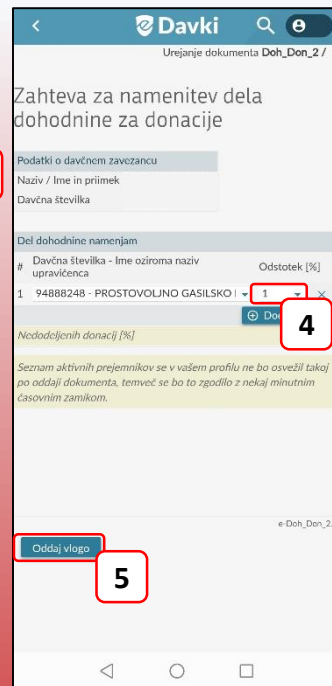 eDavki
Urejanje dokumenta Doh_Don_2 /
Zahteva za namenitev dela
dohodnine za donacije
Podatki o davčnem zavezancu
Naziv / Ime in priimek
Davčna številka
Del dohodnine namenjam
# Davčna številka - Ime oziroma naziv upravičenca Odstotek [%]
1 94888248 - PROSTOVOLJNO GASILSKO 1 ×
4
Nedodeljenih donacij [%]
Seznam aktivnih prejemnikov se v vašem profilu ne bo osvežil takoj
po oddaji dokumenta, temveč se bo to zgodilo z nekaj minutnim
časovnim zamikom.
e-Doh_Don_2.
Oddaj vlogo
5